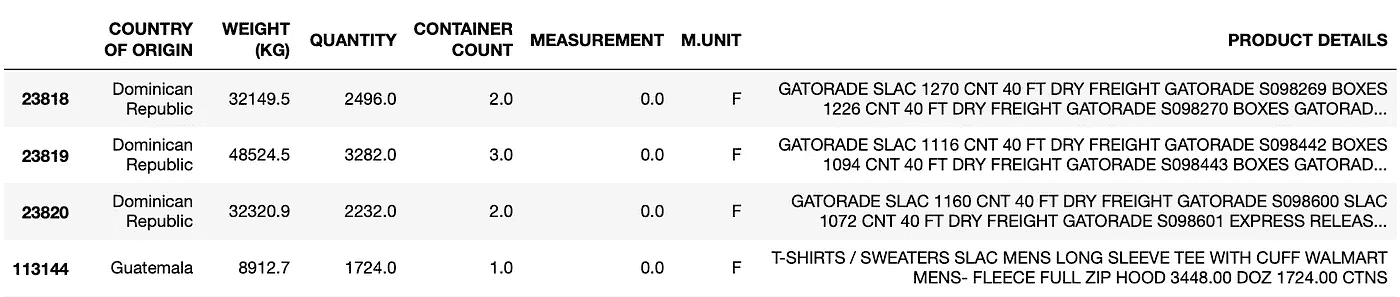 COUNTRY OF ORIGIN WEIGHT (KG) QUANTITY CONTAINER COUNT MEASUREMENT M.UNIT PRODUCT DETAILS
23818 Dominican Republic 32149.5 2496.0 2.0 0.0 F GATORADE SLAC 1270 CNT 40 FT DRY FREIGHT GATORADE S098269 BOXES
1226 CNT 40 FT DRY FREIGHT GATORADE S098270 BOXES GATORAD...
23819 Dominican Republic 48524.5 3282.0 3.0 0.0 F GATORADE SLAC 1116 CNT 40 FT DRY FREIGHT GATORADE S098442 BOXES
1094 CNT 40 FT DRY FREIGHT GATORADE S098443 BOXES GATORAD...
23820 Dominican Republic 32320.9 2232.0 2.0 0.0 F GATORADE SLAC 1160 CNT 40 FT DRY FREIGHT GATORADE S098600 SLAC
1072 CNT 40 FT DRY FREIGHT GATORADE S098601 EXPRESS RELEAS...
113144 Guatemala 8912.7 1724.0 1.0 0.0 F T-SHIRTS / SWEATERS SLAC MENS LONG SLEEVE TEE WITH CUFF WALMART
MENS- FLEECE FULL ZIP HOOD 3448.00 DOZ 1724.00 CTNS